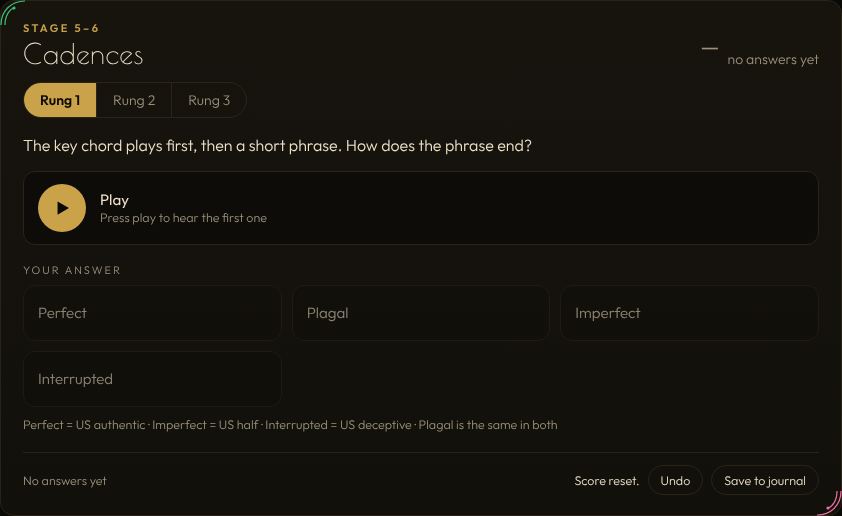 STAGE 5–6
Cadences
— no answers yet
Rung 1 Rung 2 Rung 3
The key chord plays first, then a short phrase. How does the phrase end?
Play
Press play to hear the first one
YOUR ANSWER
Perfect Plagal Imperfect
Interrupted
Perfect = US authentic · Imperfect = US half · Interrupted = US deceptive · Plagal is the same in both
No answers yet Score reset. Undo Save to journal